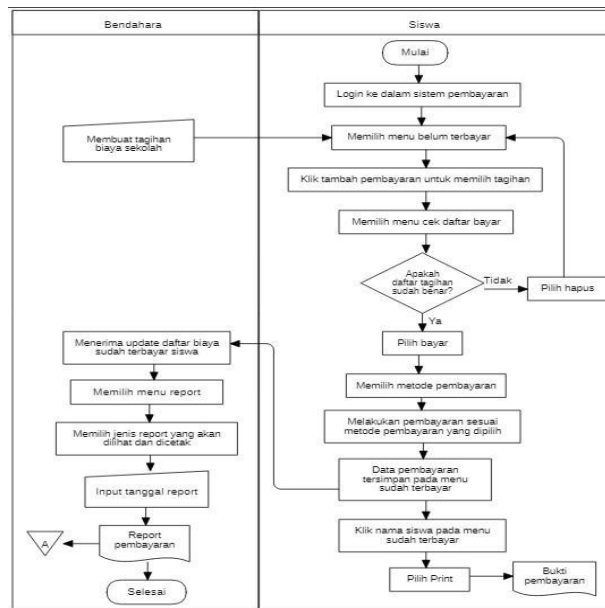 Bendahara
Siswa
Mulai
Login ke dalam sistem pembayaran
Membuat tagihan
biaya sekolah
Memilih menu belum terbayar
Klik tambah pembayaran untuk memilih tagihan
Memilih menu cek daftar bayar
Apakah
daftar tagihan
sudah benar?
Tidak
Pilih hapus
Ya
Pilih bayar
Menerima update daftar biaya
sudah terbayar siswa
Memilih menu report
Memilih jenis report yang akan
dilihat dan dicetak
Input tanggal report
Report
pembayaran
A
Selesai
Memilih metode pembayaran
Melakukan pembayaran sesuai
metode pembayaran yang dipilih
Data pembayaran
tersimpan pada menu
sudah terbayar
Klik nama siswa pada menu
sudah terbayar
Pilih Print
Bukti
pembayaran